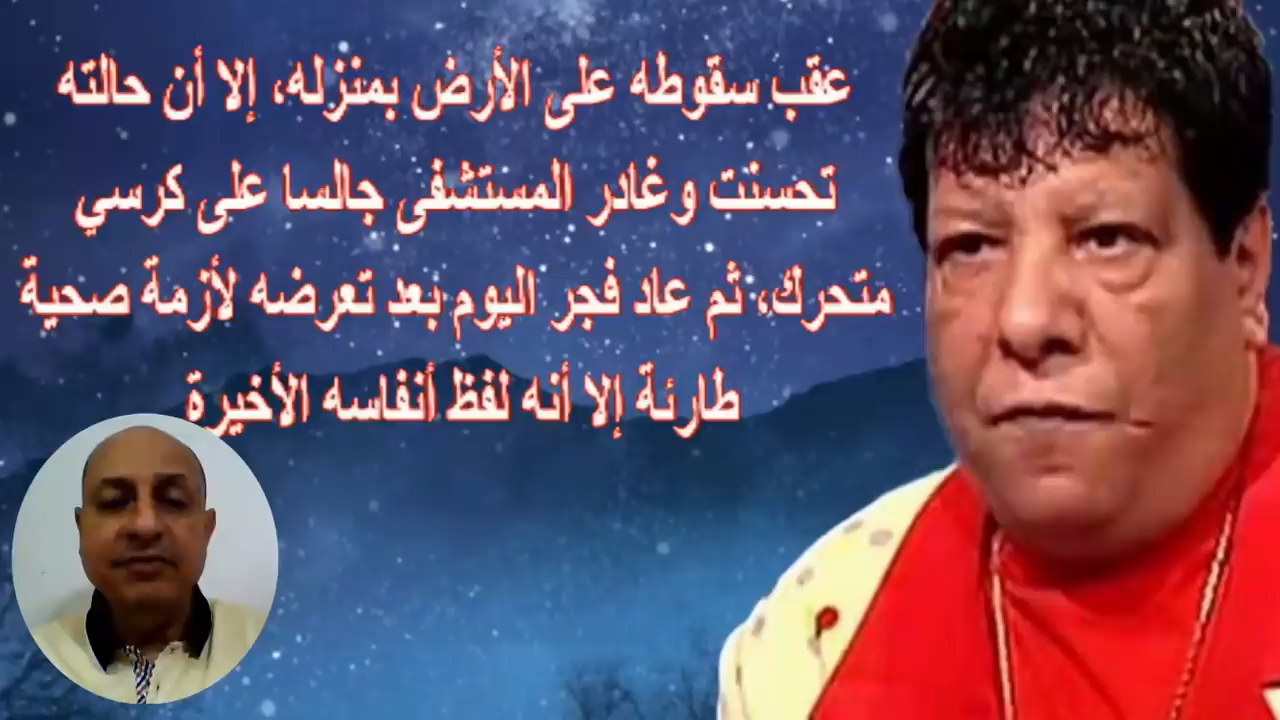 عقب سقوطه على الأرض بمنزله، إلا أن حالته
تحسنت وغادر المستشفى جالسا على كرسي
متحرك، ثم عاد فجر اليوم بعد تعرضه لأزمة صحية
طارئة إلا أنه لفظ أنفاسه الأخيرة